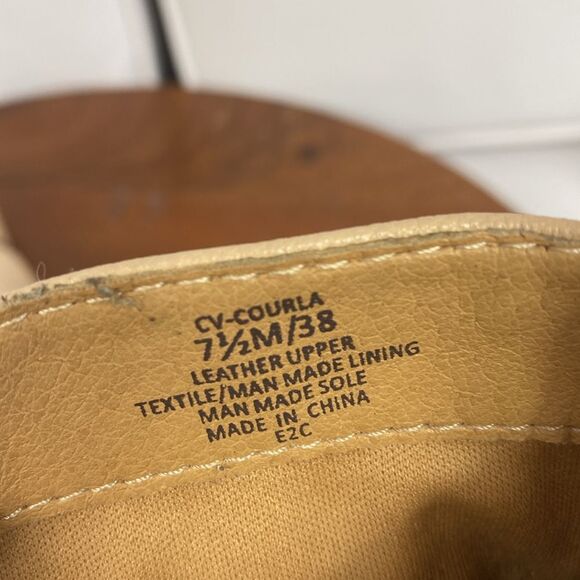 CV-COURLA
7½M/38
LEATHER UPPER
TEXTILE/MAN MADE LINING
MAN MADE SOLE
MADE IN CHINA
E2C